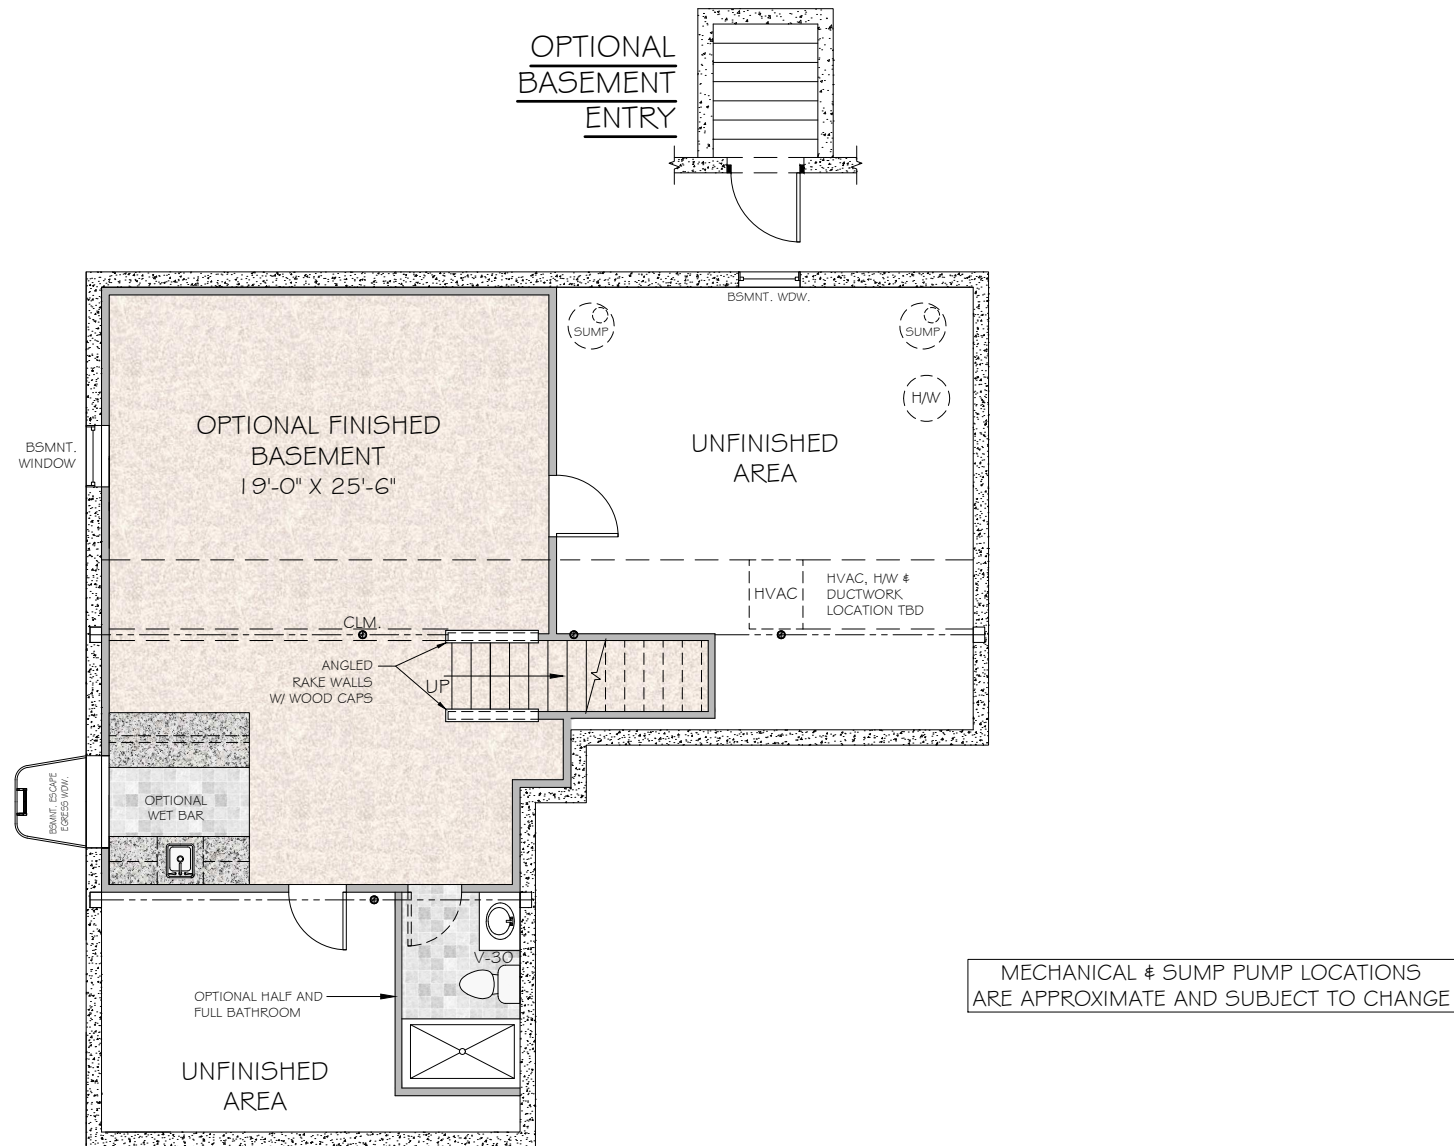 OPTIONAL
BASEMENT
ENTRY
BSMNT. WDW.
SUMP
SUMP
H/W
OPTIONAL FINISHED
BASEMENT
19'-0" X 25'-6"
UNFINISHED
AREA
BSMNT.
WINDOW
HVAC
HVAC, H/W &
DUCTWORK
LOCATION TBD
CLM.
ANGLED
RAKE WALLS
W/ WOOD CAPS
UP
BSMNT. ESCAPE
EGRESS WDW.
OPTIONAL
WET BAR
V-30
OPTIONAL HALF AND
FULL BATHROOM
UNFINISHED
AREA
MECHANICAL & SUMP PUMP LOCATIONS
ARE APPROXIMATE AND SUBJECT TO CHANGE